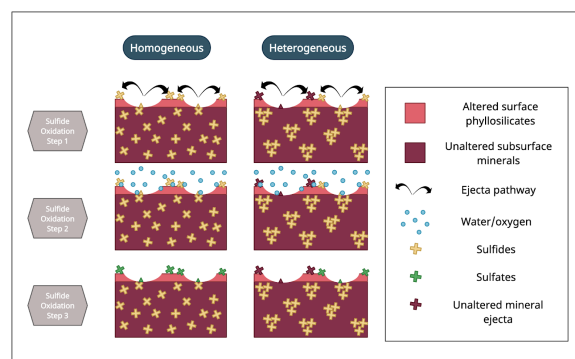 Homogeneous
Heterogeneous
Sulfide
Oxidation
Step 1
Sulfide
Oxidation
Step 2
Sulfide
Oxidation
Step 3
Altered surface
phyllosilicates
Unaltered subsurface
minerals
Ejecta pathway
Water/oxygen
Sulfides
Sulfates
Unaltered mineral
ejecta